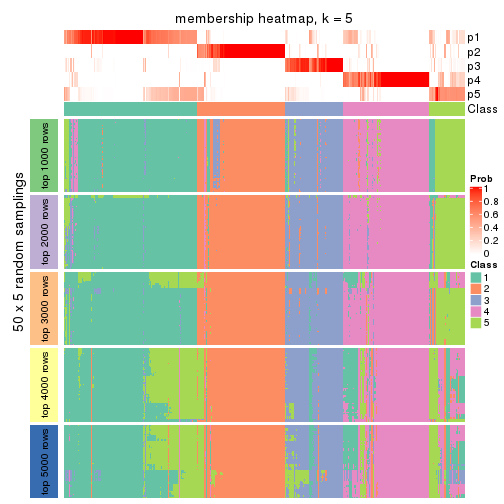 membership heatmap, k = 5
p1
p2
p3
p4
p5
Class
50 x 5 random samplings
top 1000 rows
top 2000 rows
top 3000 rows
top 4000 rows
top 5000 rows
Prob
1
0.8
0.6
0.4
0.2
0
Class
1
2
3
4
5